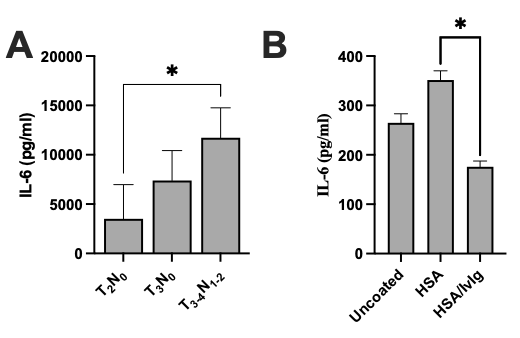 A
B
*
*
IL-6 (pg/ml)
20000
15000
10000
5000
0
T₂N₀
T₃N₀
T₃₋₄N₁₋₂
IL-6 (pg/ml)
400
300
200
100
0
Uncoated
HSA
HSA/IvIg